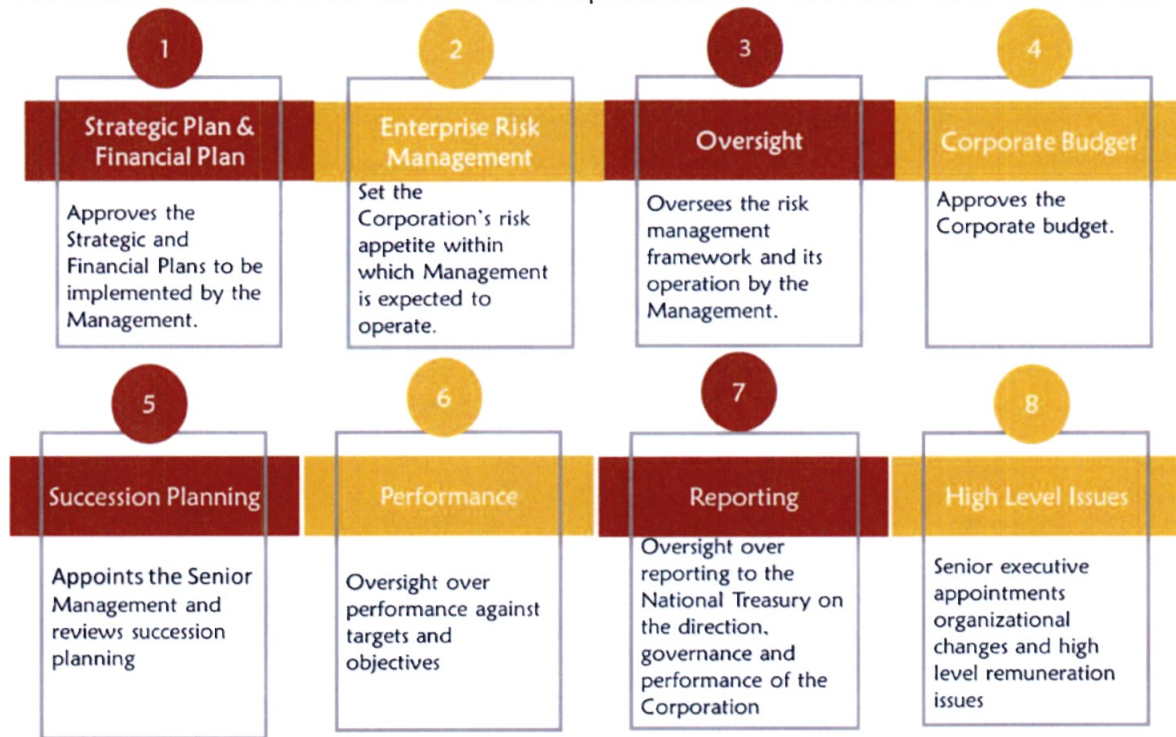 1
Strategic Plan &
Financial Plan
Approves the
Strategic and
Financial Plans to be
implemented by the
Management.
2
Enterprise Risk
Management
Set the
Corporation's risk
appetite within
which Management
is expected to
operate.
3
Oversight
Oversees the risk
management
framework and its
operation by the
Management.
4
Corporate Budget
Approves the
Corporate budget.
5
Succession Planning
Appoints the Senior
Management and
reviews succession
planning
6
Performance
Oversight over
performance against
targets and
objectives
7
Reporting
Oversight over
reporting to the
National Treasury on
the direction,
governance and
performance of the
Corporation
8
High Level Issues
Senior executive
appointments
organizational
changes and high
level remuneration
issues